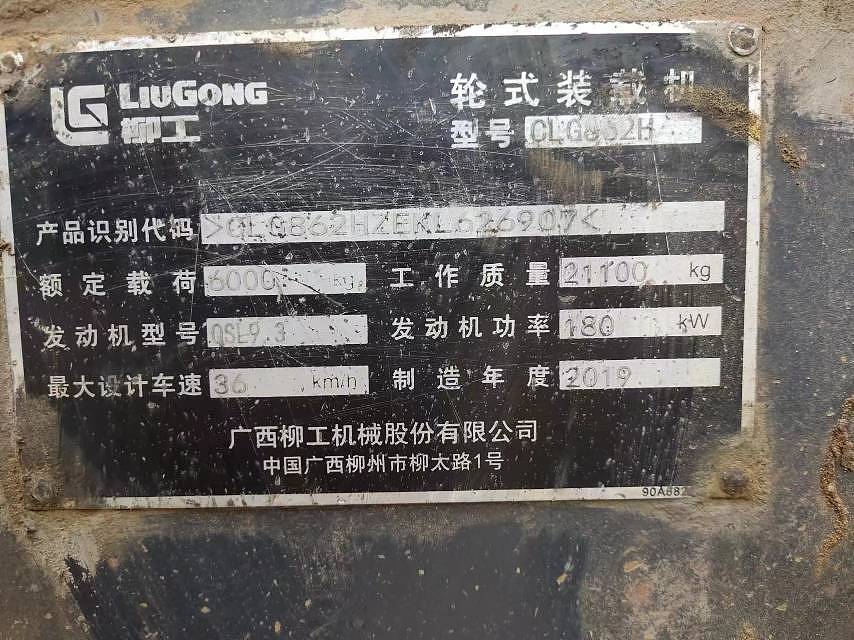 LIUGONG
柳工
轮式装载机
型号 CLG862H
产品识别代码 >CLG862HZEKL626907<
额定载荷 6000 kg 工作质量 21100 kg
发动机型号 QSL9.3 发动机功率 180 kW
最大设计车速 36 km/h 制造年度 2019
广西柳工机械股份有限公司
中国广西柳州市柳太路1号